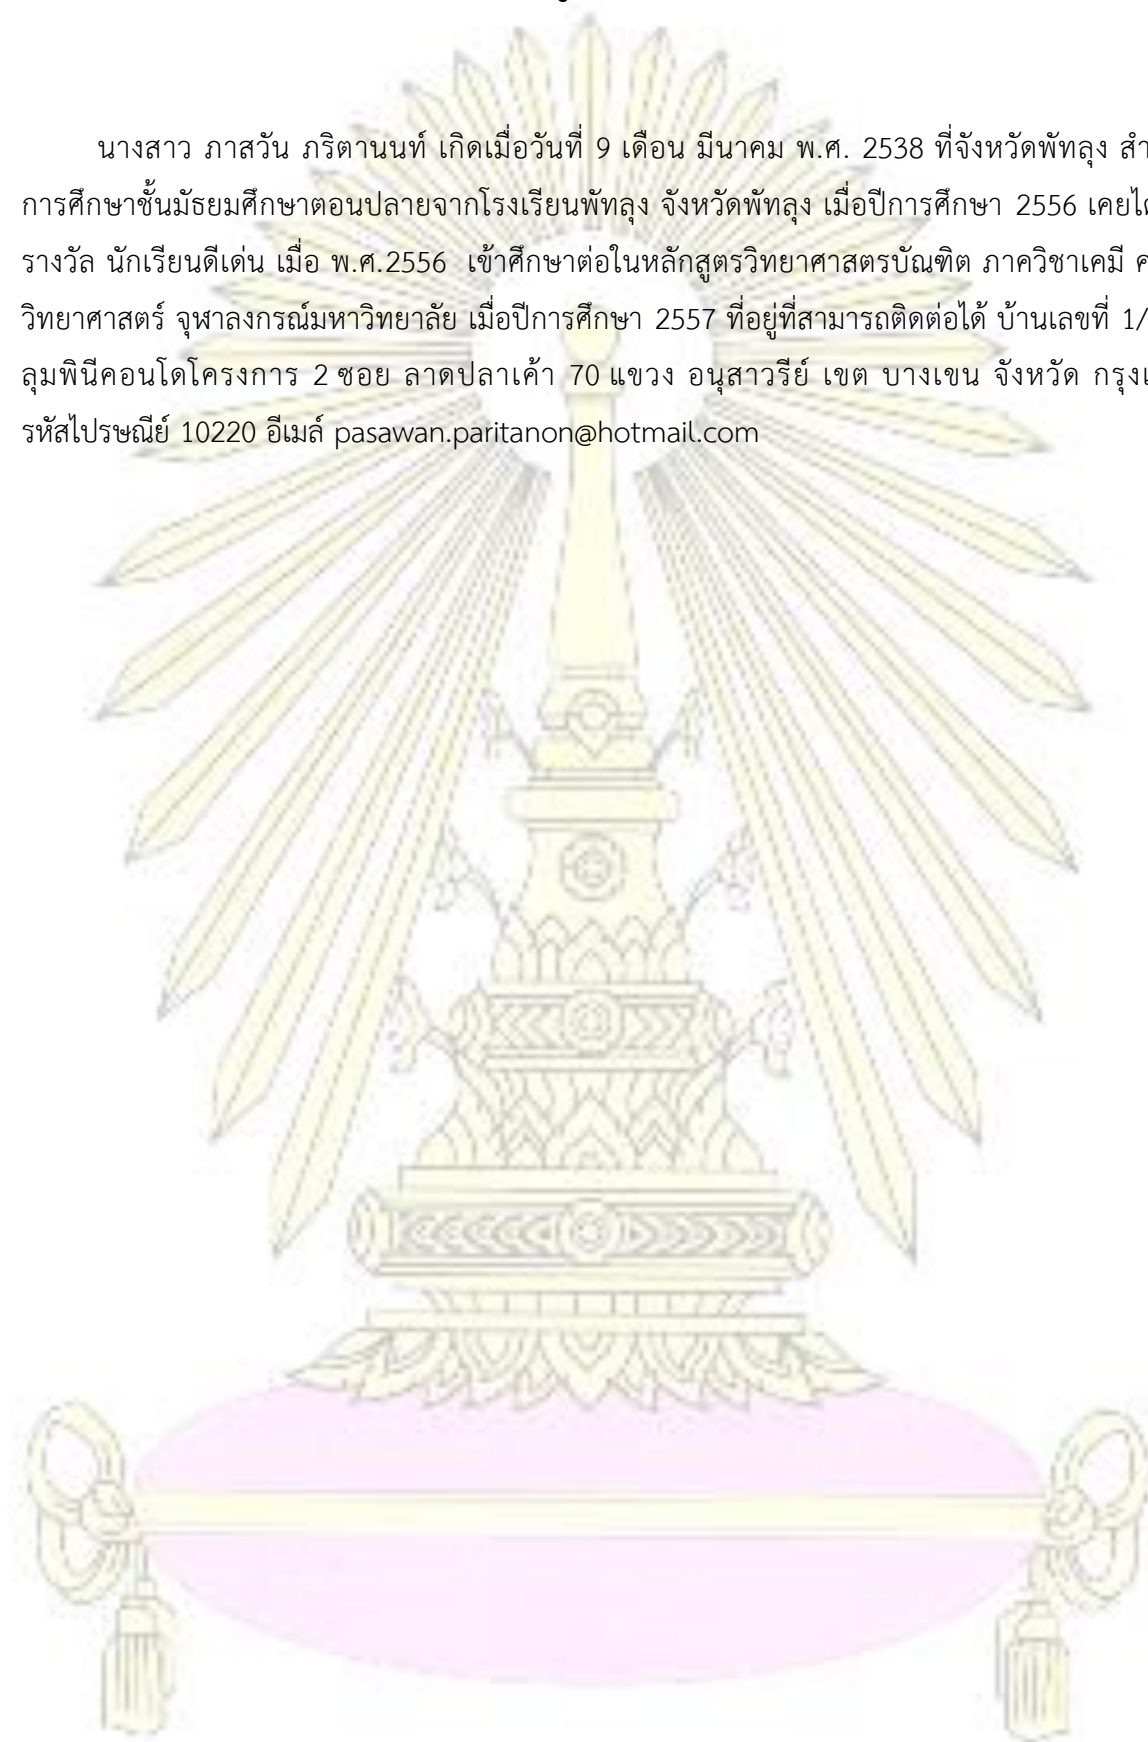 นางสาว ภาสวัน ภริตานนท์ เกิดเมื่อวันที่ 9 เดือน มีนาคม พ.ศ. 2538 ที่จังหวัดพัทลุง
การศึกษาชั้นมัธยมศึกษาตอนปลายจากโรงเรียนพัทลุง จังหวัดพัทลุง เมื่อปีการศึกษา 2556
รางวัล นักเรียนดีเด่น เมื่อ พ.ศ.2556 เข้าศึกษาต่อในหลักสูตรวิทยาศาสตรบัณฑิต ภาควิชาเคมี
วิทยาศาสตร์ จุฬาลงกรณ์มหาวิทยาลัย เมื่อปีการศึกษา 2557 ที่อยู่ที่สามารถติดต่อได้ บ้านเลขที่ 1/
ลุมพินีคอนโดโครงการ 2 ซอย ลาดปลาเค้า 70 แขวง อนุสาวรีย์ เขต บางเขน จังหวัด
รหัสไปรษณีย์ 10220 อีเมล์ pasawan.paritanon@hotmail.com